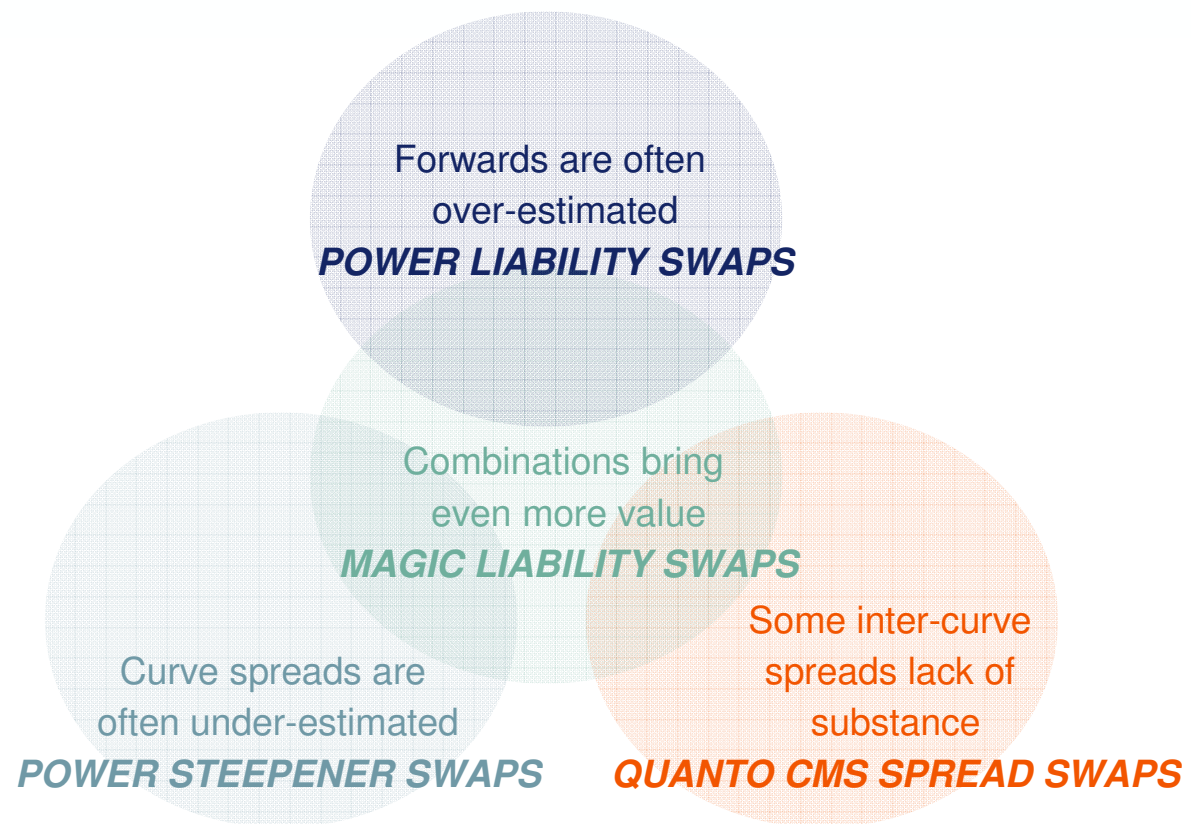 Forwards are often
over-estimated
POWER LIABILITY SWAPS
Combinations bring
even more value
MAGIC LIABILITY SWAPS
Curve spreads are
often under-estimated
POWER STEEPENER SWAPS
Some inter-curve
spreads lack of
substance
QUANTO CMS SPREAD SWAPS